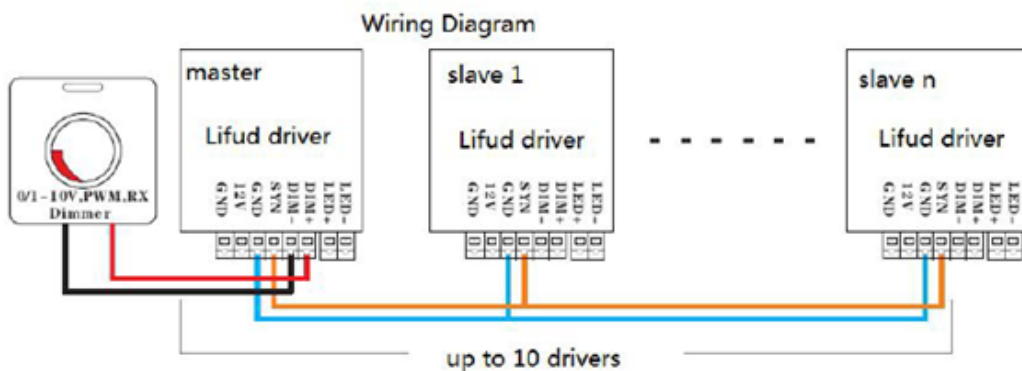 Wiring Diagram
master
slave 1
slave n
Lifud driver
Lifud driver
Lifud driver
0/1-10V,PWM,RX
Dimmer
GND
12V
GND
SYN
DIM-
DIM+
LED+
LED-
GND
12V
GND
SYN
DIM-
DIM+
LED+
LED-
GND
12V
GND
SYN
DIM-
DIM+
LED+
LED-
up to 10 drivers